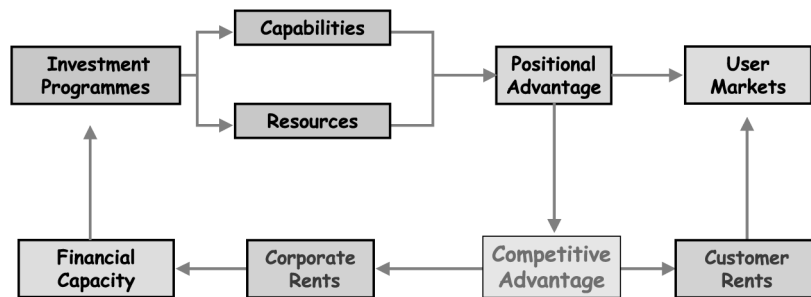 Capabilities
Investment
Programmes
Resources
Positional
Advantage
User
Markets
Financial
Capacity
Corporate
Rents
Competitive
Advantage
Customer
Rents